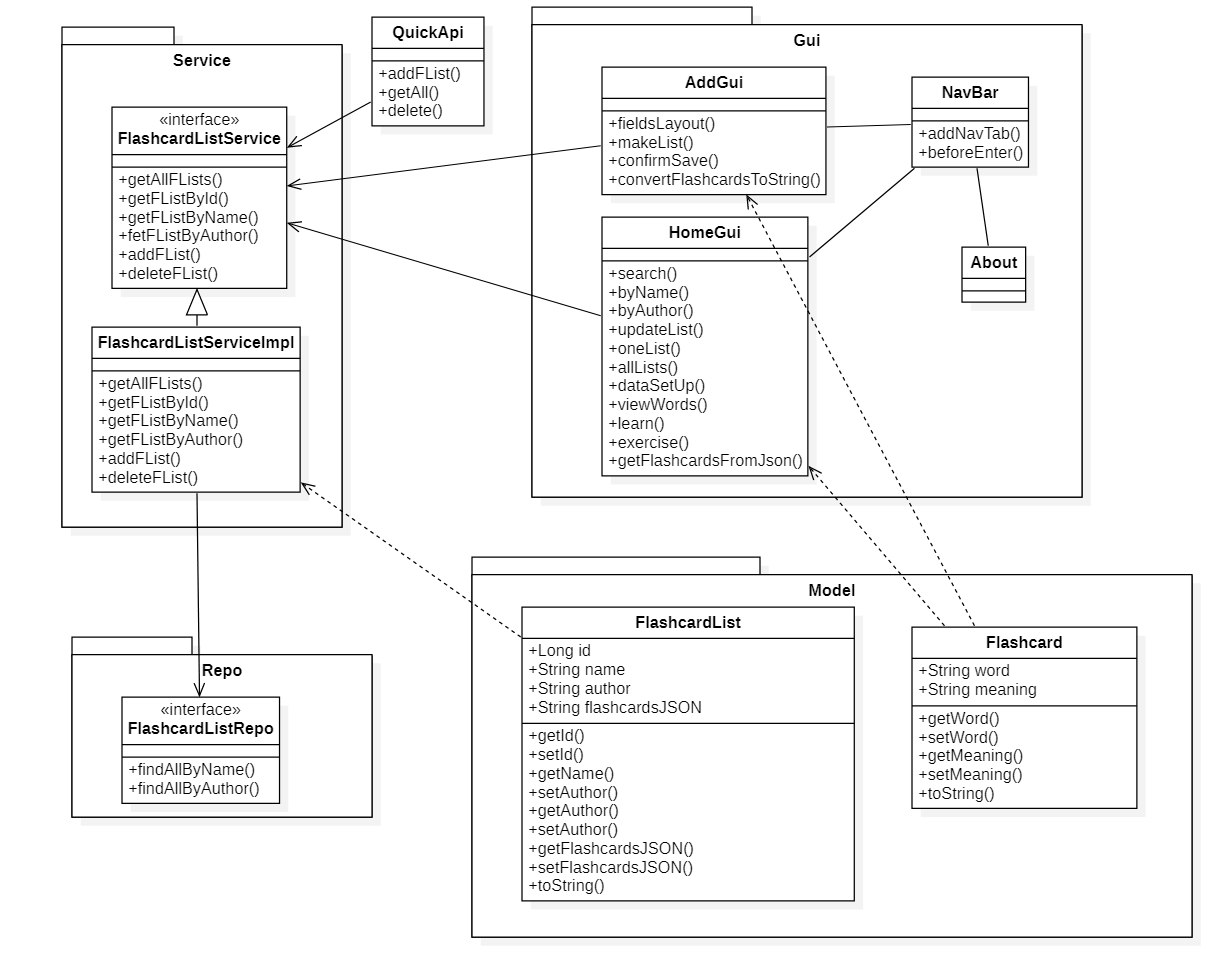 Service
«interface»
FlashcardListService
+getAllFLists()
+getFListById()
+getFListByName()
+fetFListByAuthor()
+addFList()
+deleteFList()
FlashcardListServiceImpl
+getAllFLists()
+getFListById()
+getFListByName()
+getFListByAuthor()
+addFList()
+deleteFList()
QuickApi
+addFList()
+getAll()
+delete()
Gui
AddGui
+fieldsLayout()
+makeList()
+confirmSave()
+convertFlashcardsToString()
NavBar
+addNavTab()
+beforeEnter()
HomeGui
+search()
+byName()
+byAuthor()
+updateList()
+oneList()
+allLists()
+dataSetUp()
+viewWords()
+learn()
+exercise()
+getFlashcardsFromJson()
About
Repo
«interface»
FlashcardListRepo
+findAllByName()
+findAllByAuthor()
Model
FlashcardList
+Long id
+String name
+String author
+String flashcardsJSON
+getId()
+setId()
+getName()
+setAuthor()
+getAuthor()
+setAuthor()
+getFlashcardsJSON()
+setFlashcardsJSON()
+toString()
Flashcard
+String word
+String meaning
+getWord()
+setWord()
+getMeaning()
+setMeaning()
+toString()